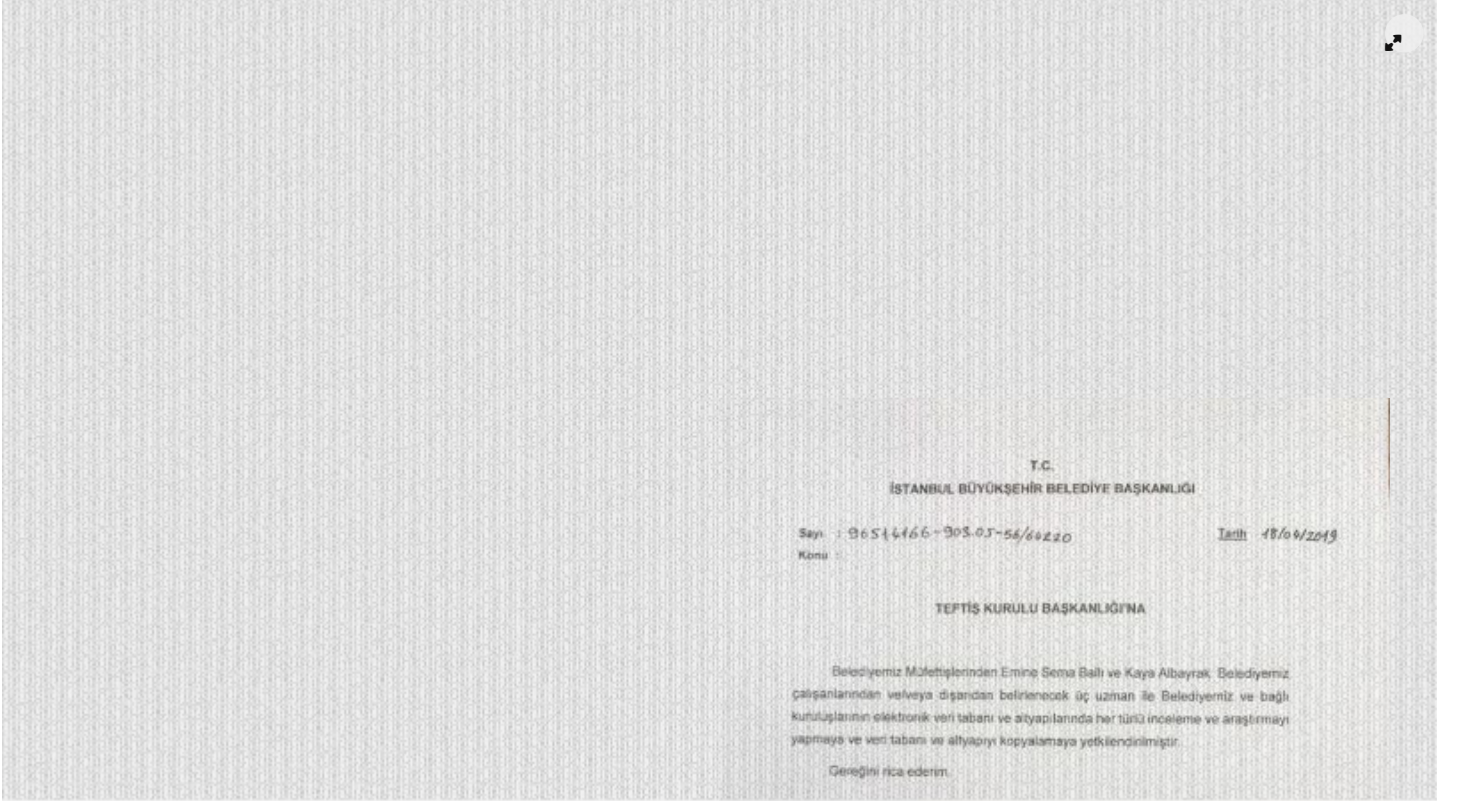 T.C.
İSTANBUL BÜYÜKŞEHİR BELEDİYE BAŞKANLIĞI
Sayı : 96514166-903.05-56/60220 Tarih 18/04/2019
Konu :
TEFTİŞ KURULU BAŞKANLIĞI'NA
Belediyemiz Müfettişlerinden Emine Sema Ballı ve Kaya Albayrak, Belediyemiz
çalışanlarından ve/veya dışarıdan belirlenecek üç uzman ile Belediyemiz ve bağlı
kuruluşlarının elektronik veri tabanı ve altyapılarında her türlü inceleme ve araştırmayı
yapmaya ve veri tabanı ve altyapıyı kopyalamaya yetkilendirilmiştir.
Gereğini rica ederim.